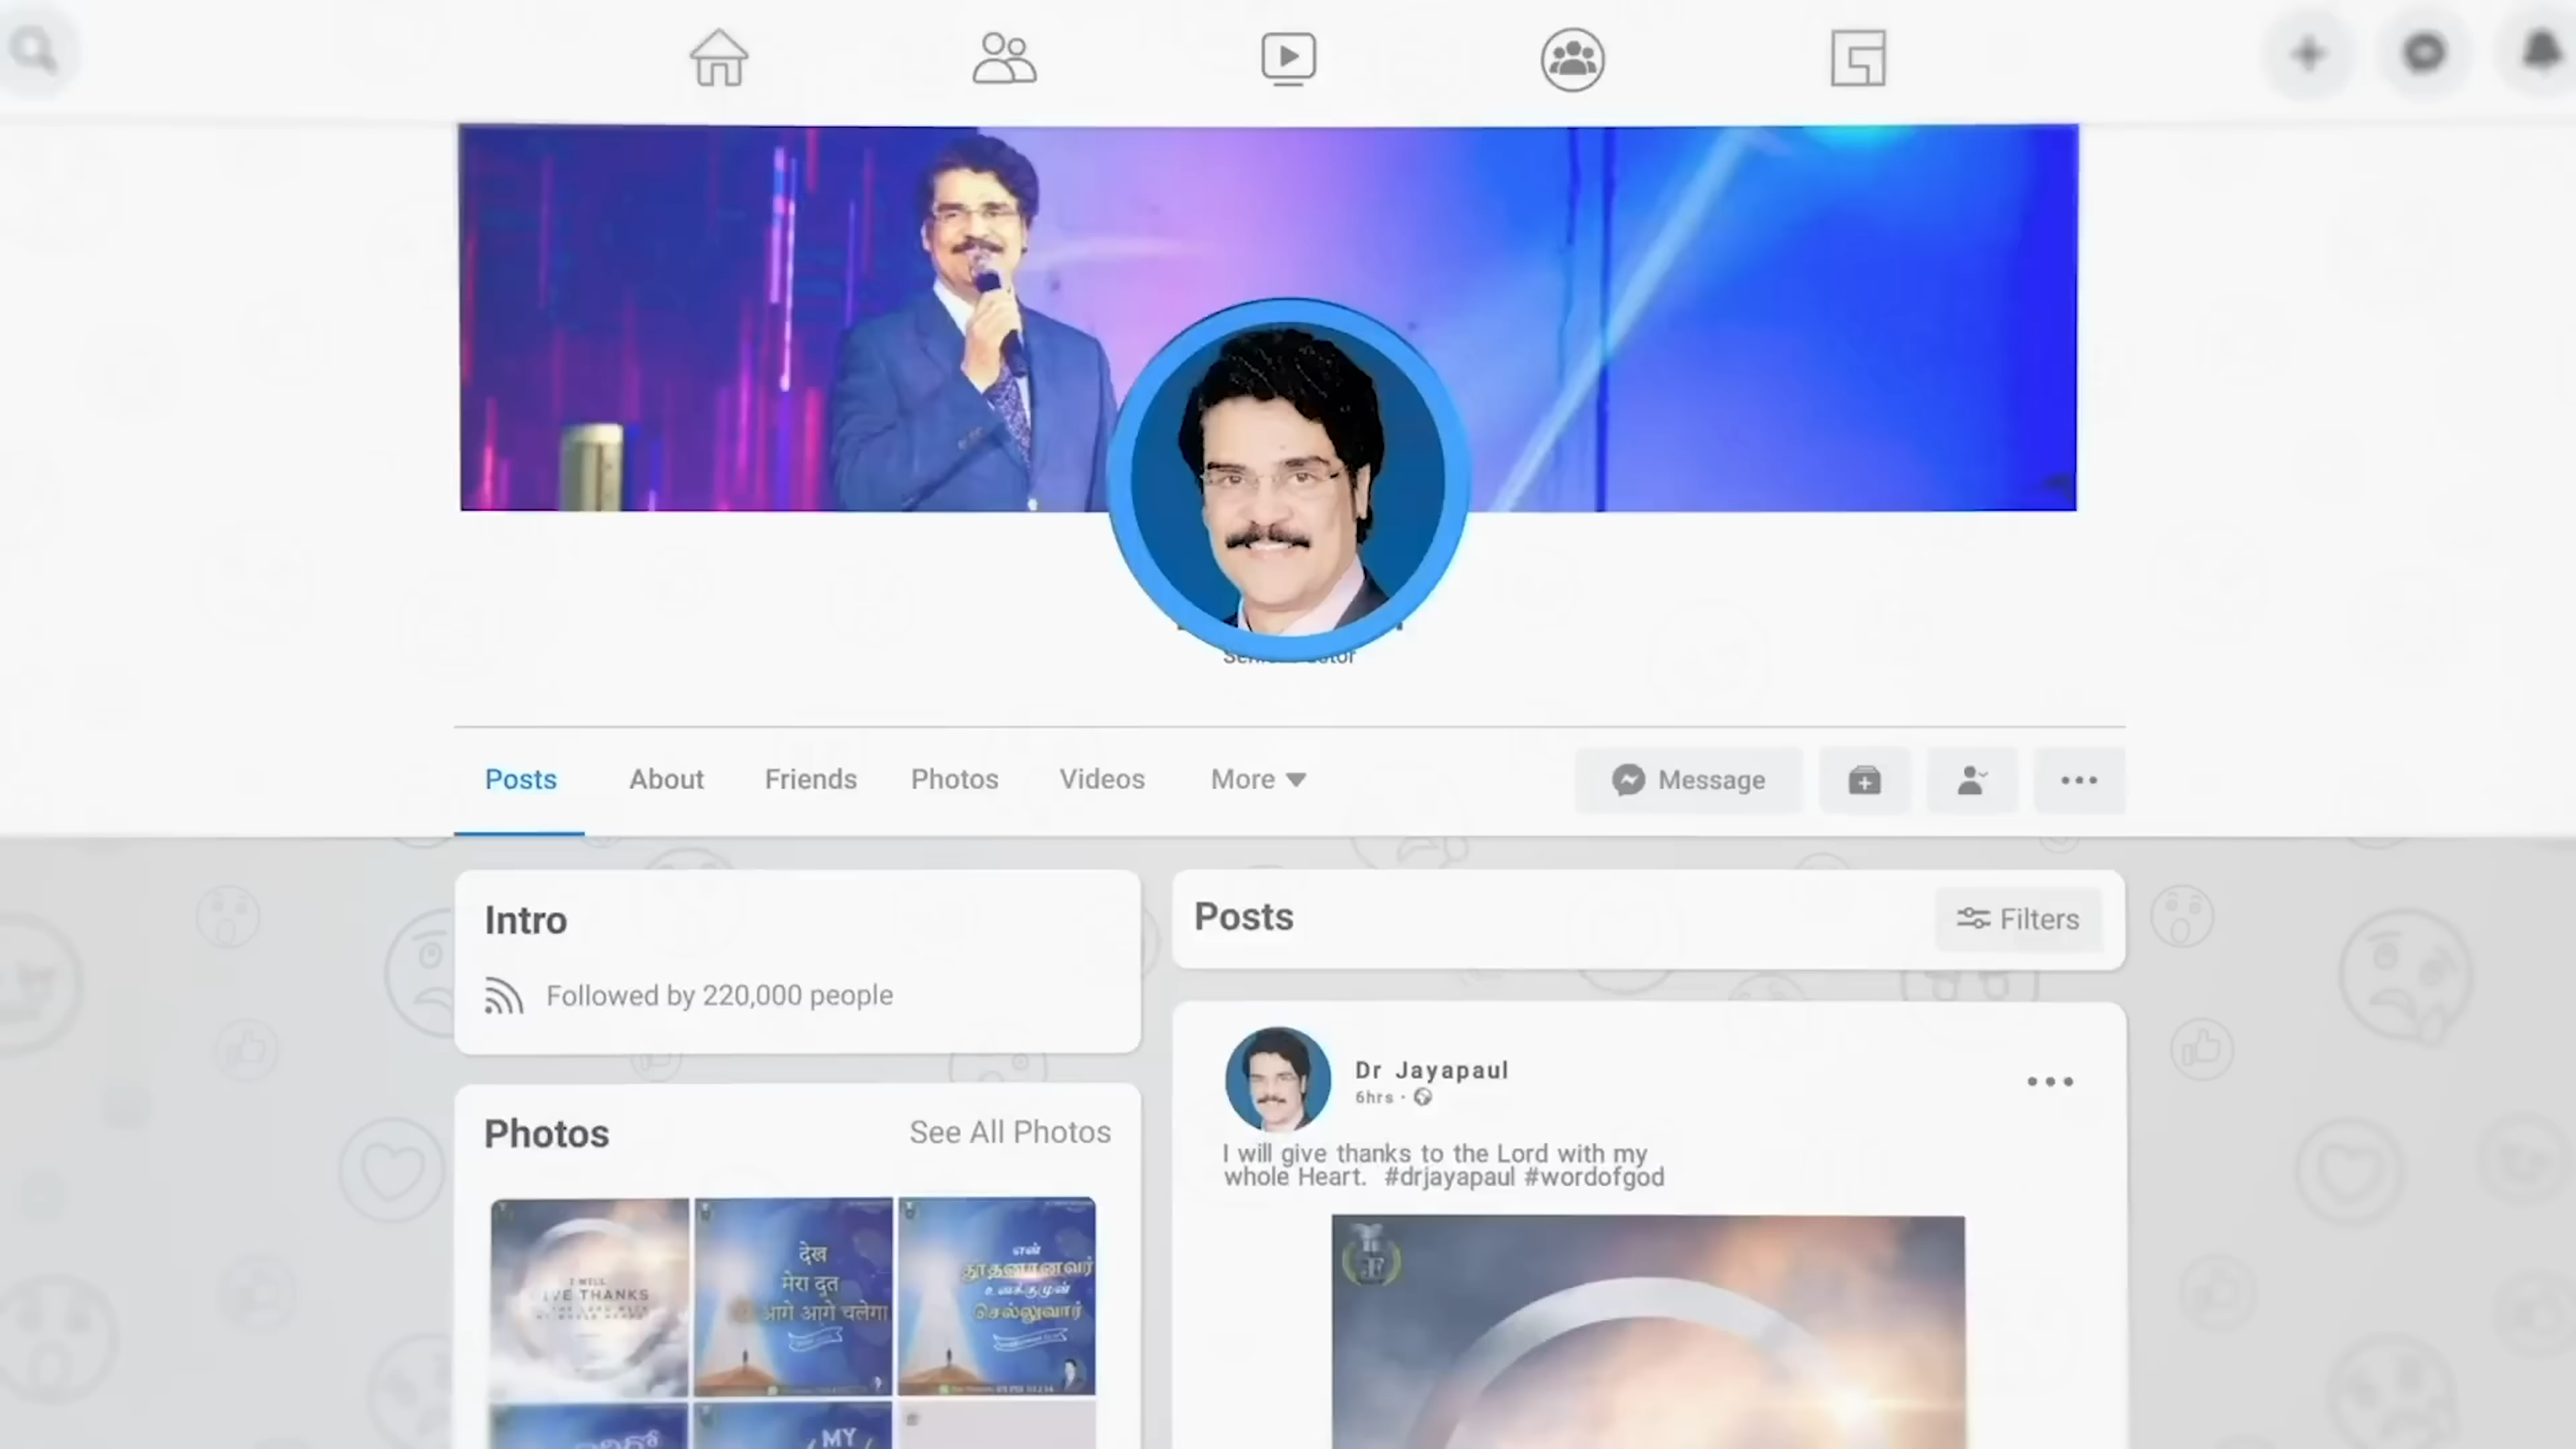 Posts
About
Friends
Photos
Videos
More
Message
Intro
Followed by 220,000 people
Photos
See All Photos
I WILL
THANKS
देख
मेरा दुत
आगे आगे चलेगा
என்
தூதனானவர்
உனக்குமுன்
செல்லுவார்
MY
Posts
Filters
Dr Jayapaul
6hrs ·
I will give thanks to the Lord with my
whole Heart. #drjayapaul #wordofgod